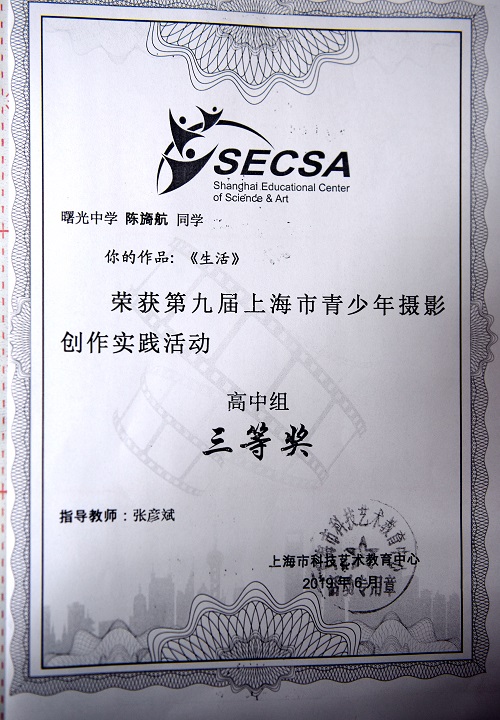 SECSA
Shanghai Educational Center
of Science & Art
曙光中学 陈旖航 同学
你的作品:《生活》
荣获第九届上海市青少年摄影
创作实践活动
高中组
三等奖
指导教师:张彦斌
上海市科技艺术教育中心
2019年6月